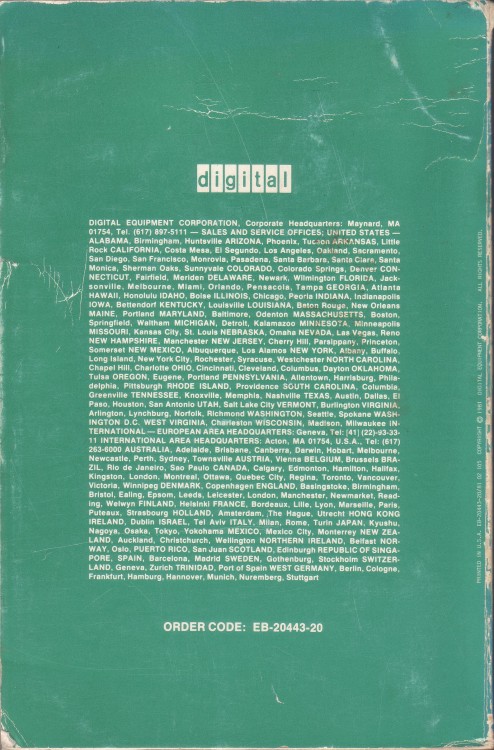 digital
DIGITAL EQUIPMENT CORPORATION, Corporate Headquarters: Maynard, MA
01754, Tel. (617) 897-5111 — SALES AND SERVICE OFFICES; UNITED STATES —
ALABAMA, Birmingham, Huntsville ARIZONA, Phoenix, Tucson ARKANSAS, Little
Rock CALIFORNIA, Costa Mesa, El Segundo, Los Angeles, Oakland, Sacramento,
San Diego, San Francisco, Monrovia, Pasadena, Santa Barbara, Santa Clara, Santa
Monica, Sherman Oaks, Sunnyvale COLORADO, Colorado Springs, Denver CON-
NECTICUT, Fairfield, Meriden DELAWARE, Newark, Wilmington FLORICA, Jack-
sonville, Melbourne, Miami, Orlando, Pensacola, Tampa GEORGIA, Atlanta
HAWAII, Honolulu IDAHO, Boise ILLINOIS, Chicago, Peoria INDIANA, Indianapolis
IOWA, Bettendorf KENTUCKY, Louisville LOUISIANA, Baton Rouge, New Orleans
MAINE, Portland MARYLAND, Baltimore, Odenton MASSACHUSETTS, Boston,
Springfield, Waltham MICHIGAN, Detroit, Kalamazoo MINNESOTA, Minneapolis
MISSOURI, Kansas City, St. Louis NEBRASKA, Omaha NEVADA, Las Vegas, Reno
NEW HAMPSHIRE, Manchester NEW JERSEY, Cherry Hill, Parsippany, Princeton,
Somerset NEW MEXICO, Albuquerque, Los Alamos NEW YORK, Albany, Buffalo,
Long Island, New York City, Rochester, Syracuse, Westchester NORTH CAROLINA,
Chapel Hill, Charlotte OHIO, Cincinnati, Cleveland, Columbus, Dayton OKLAHOMA,
Tulsa OREGON, Eugene, Portland PENNSYLVANIA, Allentown, Harrisburg, Phila-
delphia, Pittsburgh RHODE ISLAND, Providence SOUTH CAROLINA, Columbia,
Greenville TENNESSEE, Knoxville, Memphis, Nashville TEXAS, Austin, Dallas, El
Paso, Houston, San Antonio UTAH, Salt Lake City VERMONT, Burlington VIRGINIA,
Arlington, Lynchburg, Norfolk, Richmond WASHINGTON, Seattle, Spokane WASH-
INGTON D.C. WEST VIRGINIA, Charleston WISCONSIN, Madison, Milwaukee IN-
TERNATIONAL — EUROPEAN AREA HEADQUARTERS: Geneva, Tel: [41] (22)-93-33-
11 INTERNATIONAL AREA HEADQUARTERS: Acton, MA 01754, U.S.A., Tel: (617)
263-6000 AUSTRALIA, Adelaide, Brisbane, Canberra, Darwin, Hobart, Melbourne,
Newcastle, Perth, Sydney, Townsville AUSTRIA, Vienna BELGIUM, Brussels BRA-
ZIL, Rio de Janeiro, Sao Paulo CANADA, Calgary, Edmonton, Hamilton, Halifax,
Kingston, London, Montreal, Ottawa, Quebec City, Regina, Toronto, Vancouver,
Victoria, Winnipeg DENMARK, Copenhagen ENGLAND, Basingstoke, Birmingham,
Bristol, Ealing, Epsom, Leeds, Leicester, London, Manchester, Newmarket, Read-
ing, Welwyn FINLAND, Helsinki FRANCE, Bordeaux, Lille, Lyon, Marseille, Paris,
Puteaux, Strasbourg HOLLAND, Amsterdam, The Hague, Utrecht HONG KONG
IRELAND, Dublin ISRAEL, Tel Aviv ITALY, Milan, Rome, Turin JAPAN, Kyushu,
Nagoya, Osaka, Tokyo, Yokohama MEXICO, Mexico City, Monterrey NEW ZEA-
LAND, Auckland, Christchurch, Wellington NORTHERN IRELAND, Belfast NOR-
WAY, Oslo, PUERTO RICO, San Juan SCOTLAND, Edinburgh REPUBLIC OF SINGA-
PORE, SPAIN, Barcelona, Madrid SWEDEN, Gothenburg, Stockholm SWITZER-
LAND, Geneva, Zurich TRINIDAD, Port of Spain WEST GERMANY, Berlin, Cologne,
Frankfurt, Hamburg, Hannover, Munich, Nuremberg, Stuttgart
ORDER CODE: EB-20443-20
PRINTED IN U.S.A. COPYRIGHT © 1981 DIGITAL EQUIPMENT CORPORATION. ALL RIGHTS RESERVED.